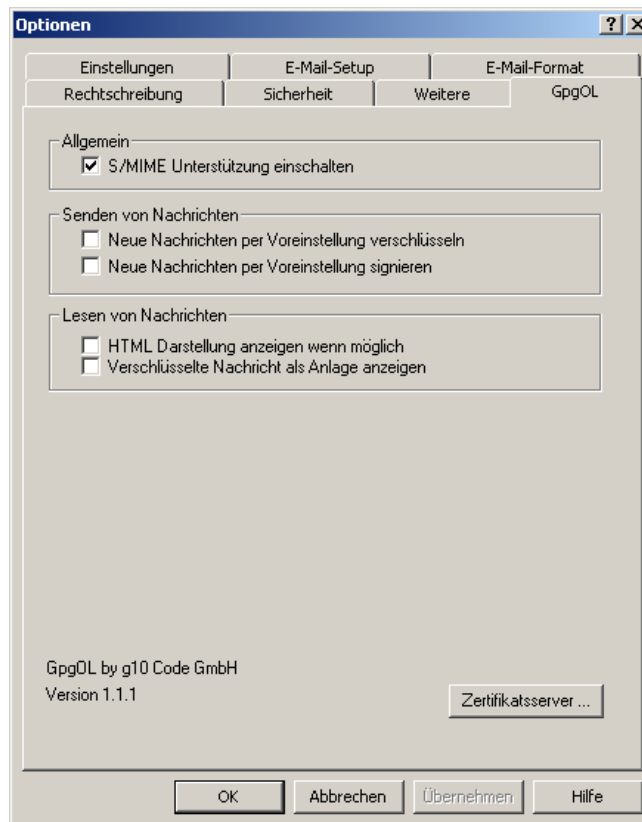 Optionen
Einstellungen
E-Mail-Setup
E-Mail-Format
Rechtschreibung
Sicherheit
Weitere
GpgOL
Allgemein
S/MIME Unterstützung einschalten
Senden von Nachrichten
Neue Nachrichten per Voreinstellung verschlüsseln
Neue Nachrichten per Voreinstellung signieren
Lesen von Nachrichten
HTML Darstellung anzeigen wenn möglich
Verschlüsselte Nachricht als Anlage anzeigen
GpgOL by g10 Code GmbH
Version 1.1.1
Zertifikatsserver ...
OK
Abbrechen
Übernehmen
Hilfe